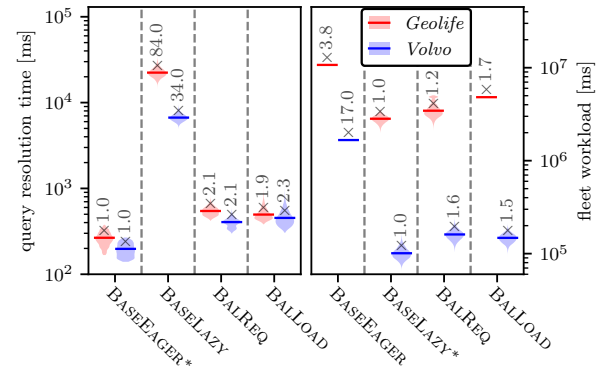 query resolution time [ms]
10^5
10^4
10^3
10^2
×1.0
×1.0
×84.0
×34.0
×2.1
×2.1
×1.9
×2.3
BASEEAGER*
BASELAZY
BALREQ
BALLOAD
Geolife
Volvo
×3.8
×17.0
×1.0
×1.0
×1.2
×1.6
×1.7
×1.5
BASEEAGER
BASELAZY*
BALREQ
BALLOAD
10^7
10^6
10^5
fleet workload [ms]